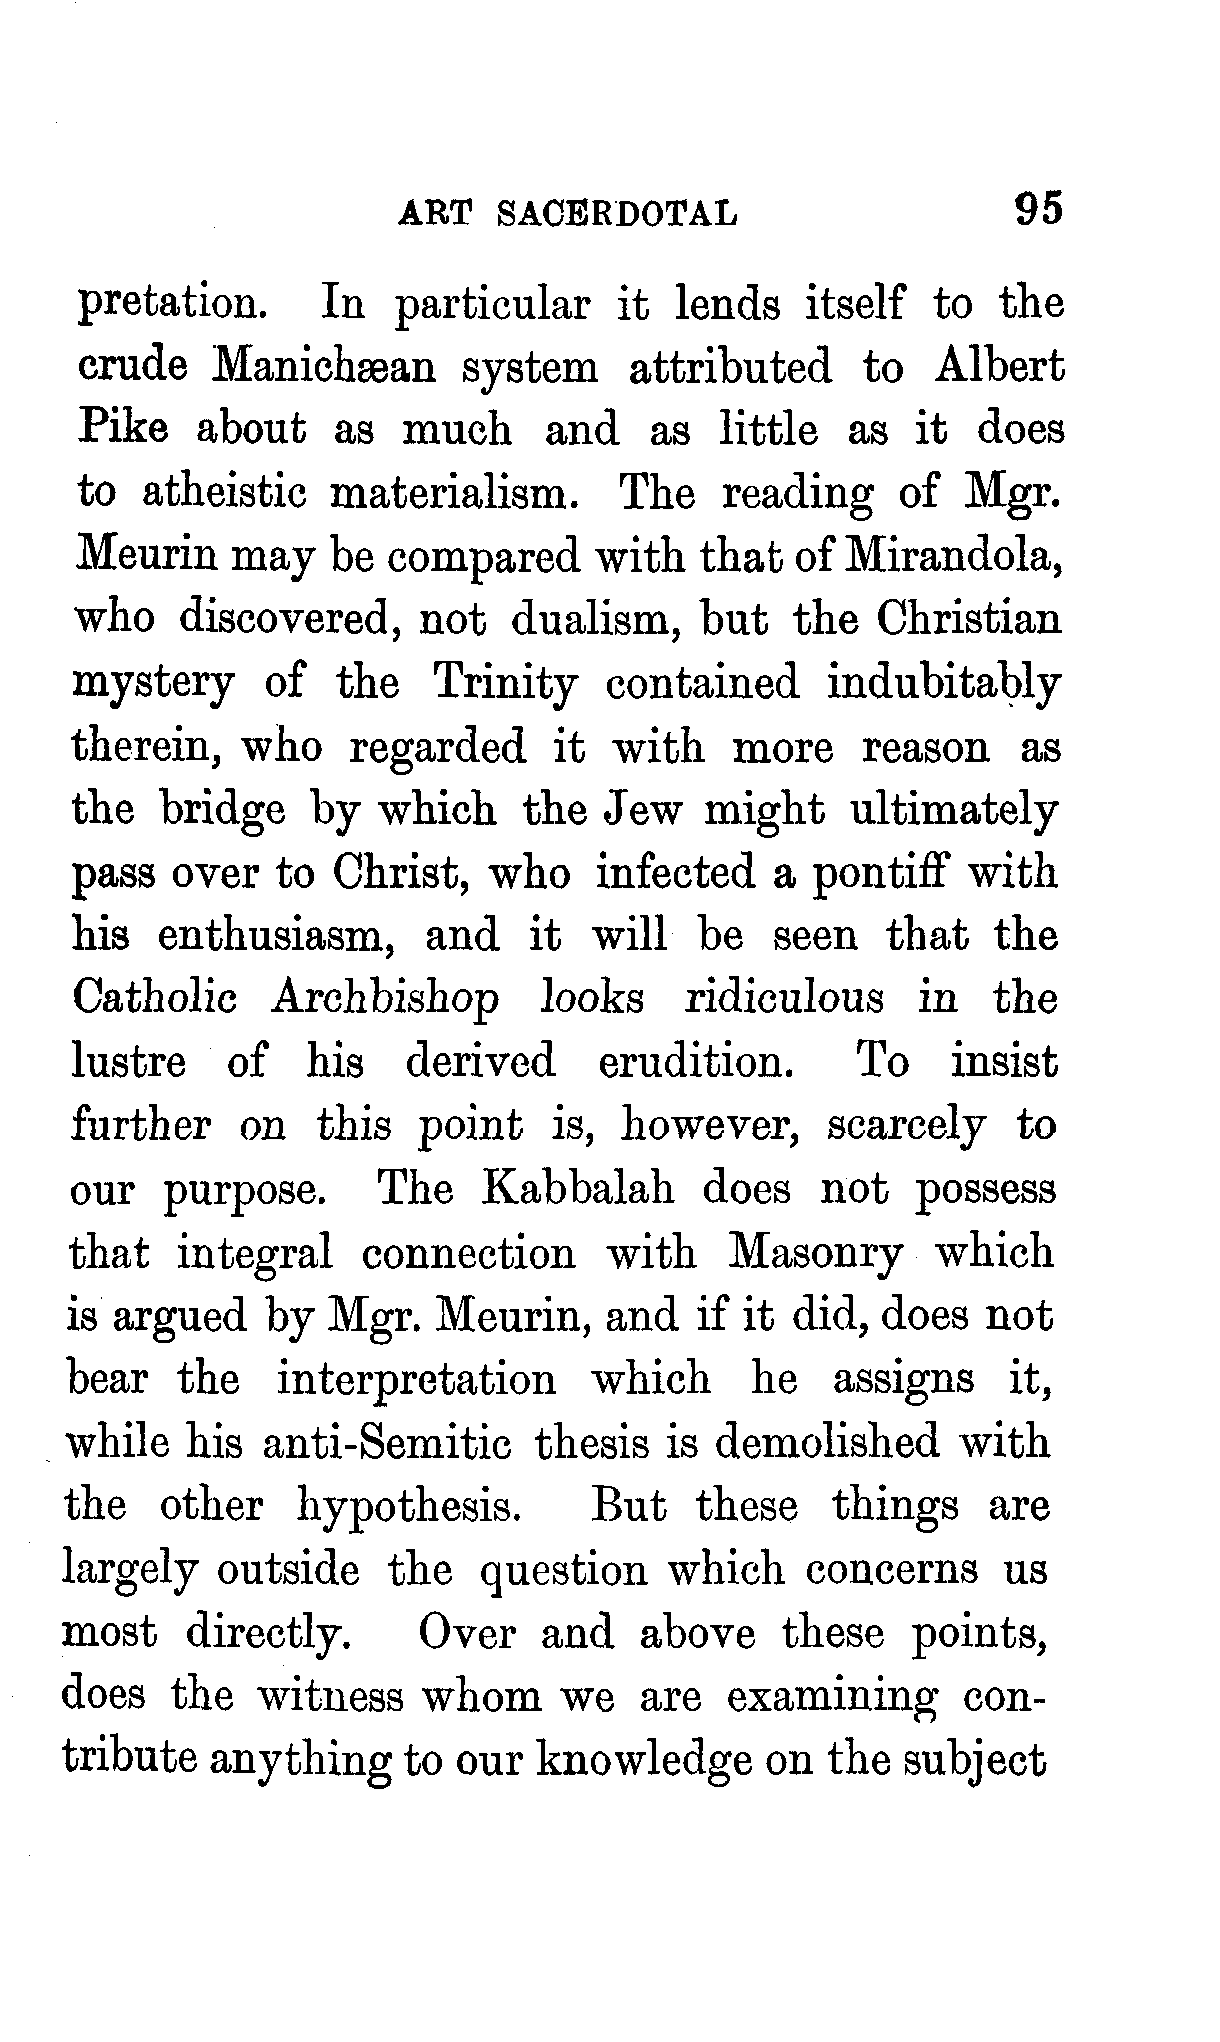 ART SACERDOTAL 95
pretation. In particular it lends itself to the
crude Manichæan system attributed to Albert
Pike about as much and as little as it does
to atheistic materialism. The reading of Mgr.
Meurin may be compared with that of Mirandola,
who discovered, not dualism, but the Christian
mystery of the Trinity contained indubitably
therein, who regarded it with more reason as
the bridge by which the Jew might ultimately
pass over to Christ, who infected a pontiff with
his enthusiasm, and it will be seen that the
Catholic Archbishop looks ridiculous in the
lustre of his derived erudition. To insist
further on this point is, however, scarcely to
our purpose. The Kabbalah does not possess
that integral connection with Masonry which
is argued by Mgr. Meurin, and if it did, does not
bear the interpretation which he assigns it,
while his anti-Semitic thesis is demolished with
the other hypothesis. But these things are
largely outside the question which concerns us
most directly. Over and above these points,
does the witness whom we are examining con-
tribute anything to our knowledge on the subject